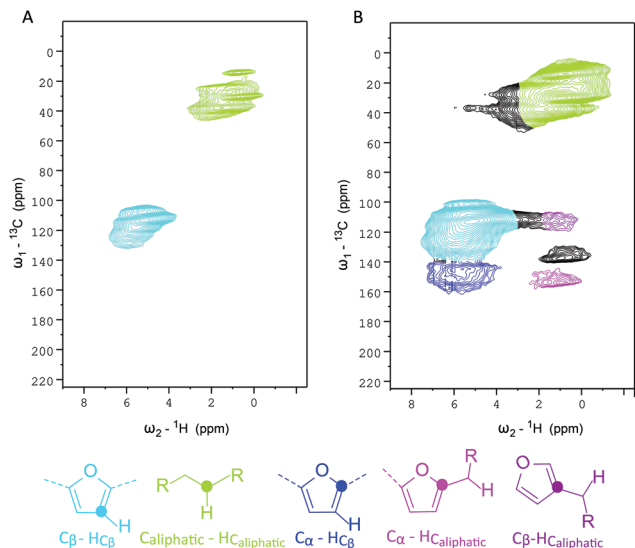 A
B
0
20
40
60
80
100
120
140
160
180
200
220
ω1 - 13C (ppm)
8
6
4
2
0
ω2 - 1H (ppm)
0
20
40
60
80
100
120
140
160
180
200
220
ω1 - 13C (ppm)
8
6
4
2
0
ω2 - 1H (ppm)
O
H
Cβ- HCβ
R
R
H
Caliphatic - HCaliphatic
O
H
Cα - HCβ
O
R
H
Cα - HCaliphatic
O
H
R
Cβ-HCaliphatic